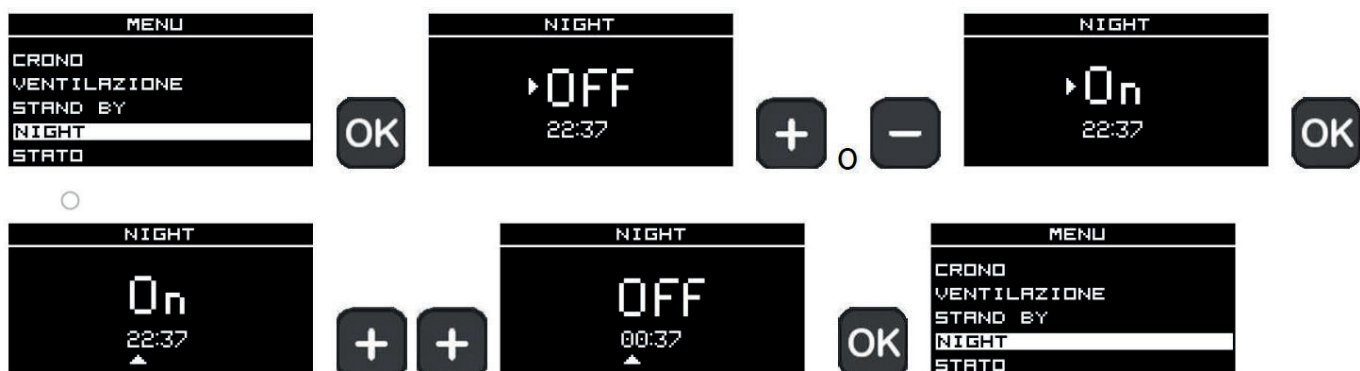 MENU
CRONO
VENTILAZIONE
STAND BY
NIGHT
STATO
OK
NIGHT
OFF
22:37
+
o
-
NIGHT
On
22:37
OK
NIGHT
On
22:37
+ +
NIGHT
OFF
00:37
OK
MENU
CRONO
VENTILAZIONE
STAND BY
NIGHT
STATO